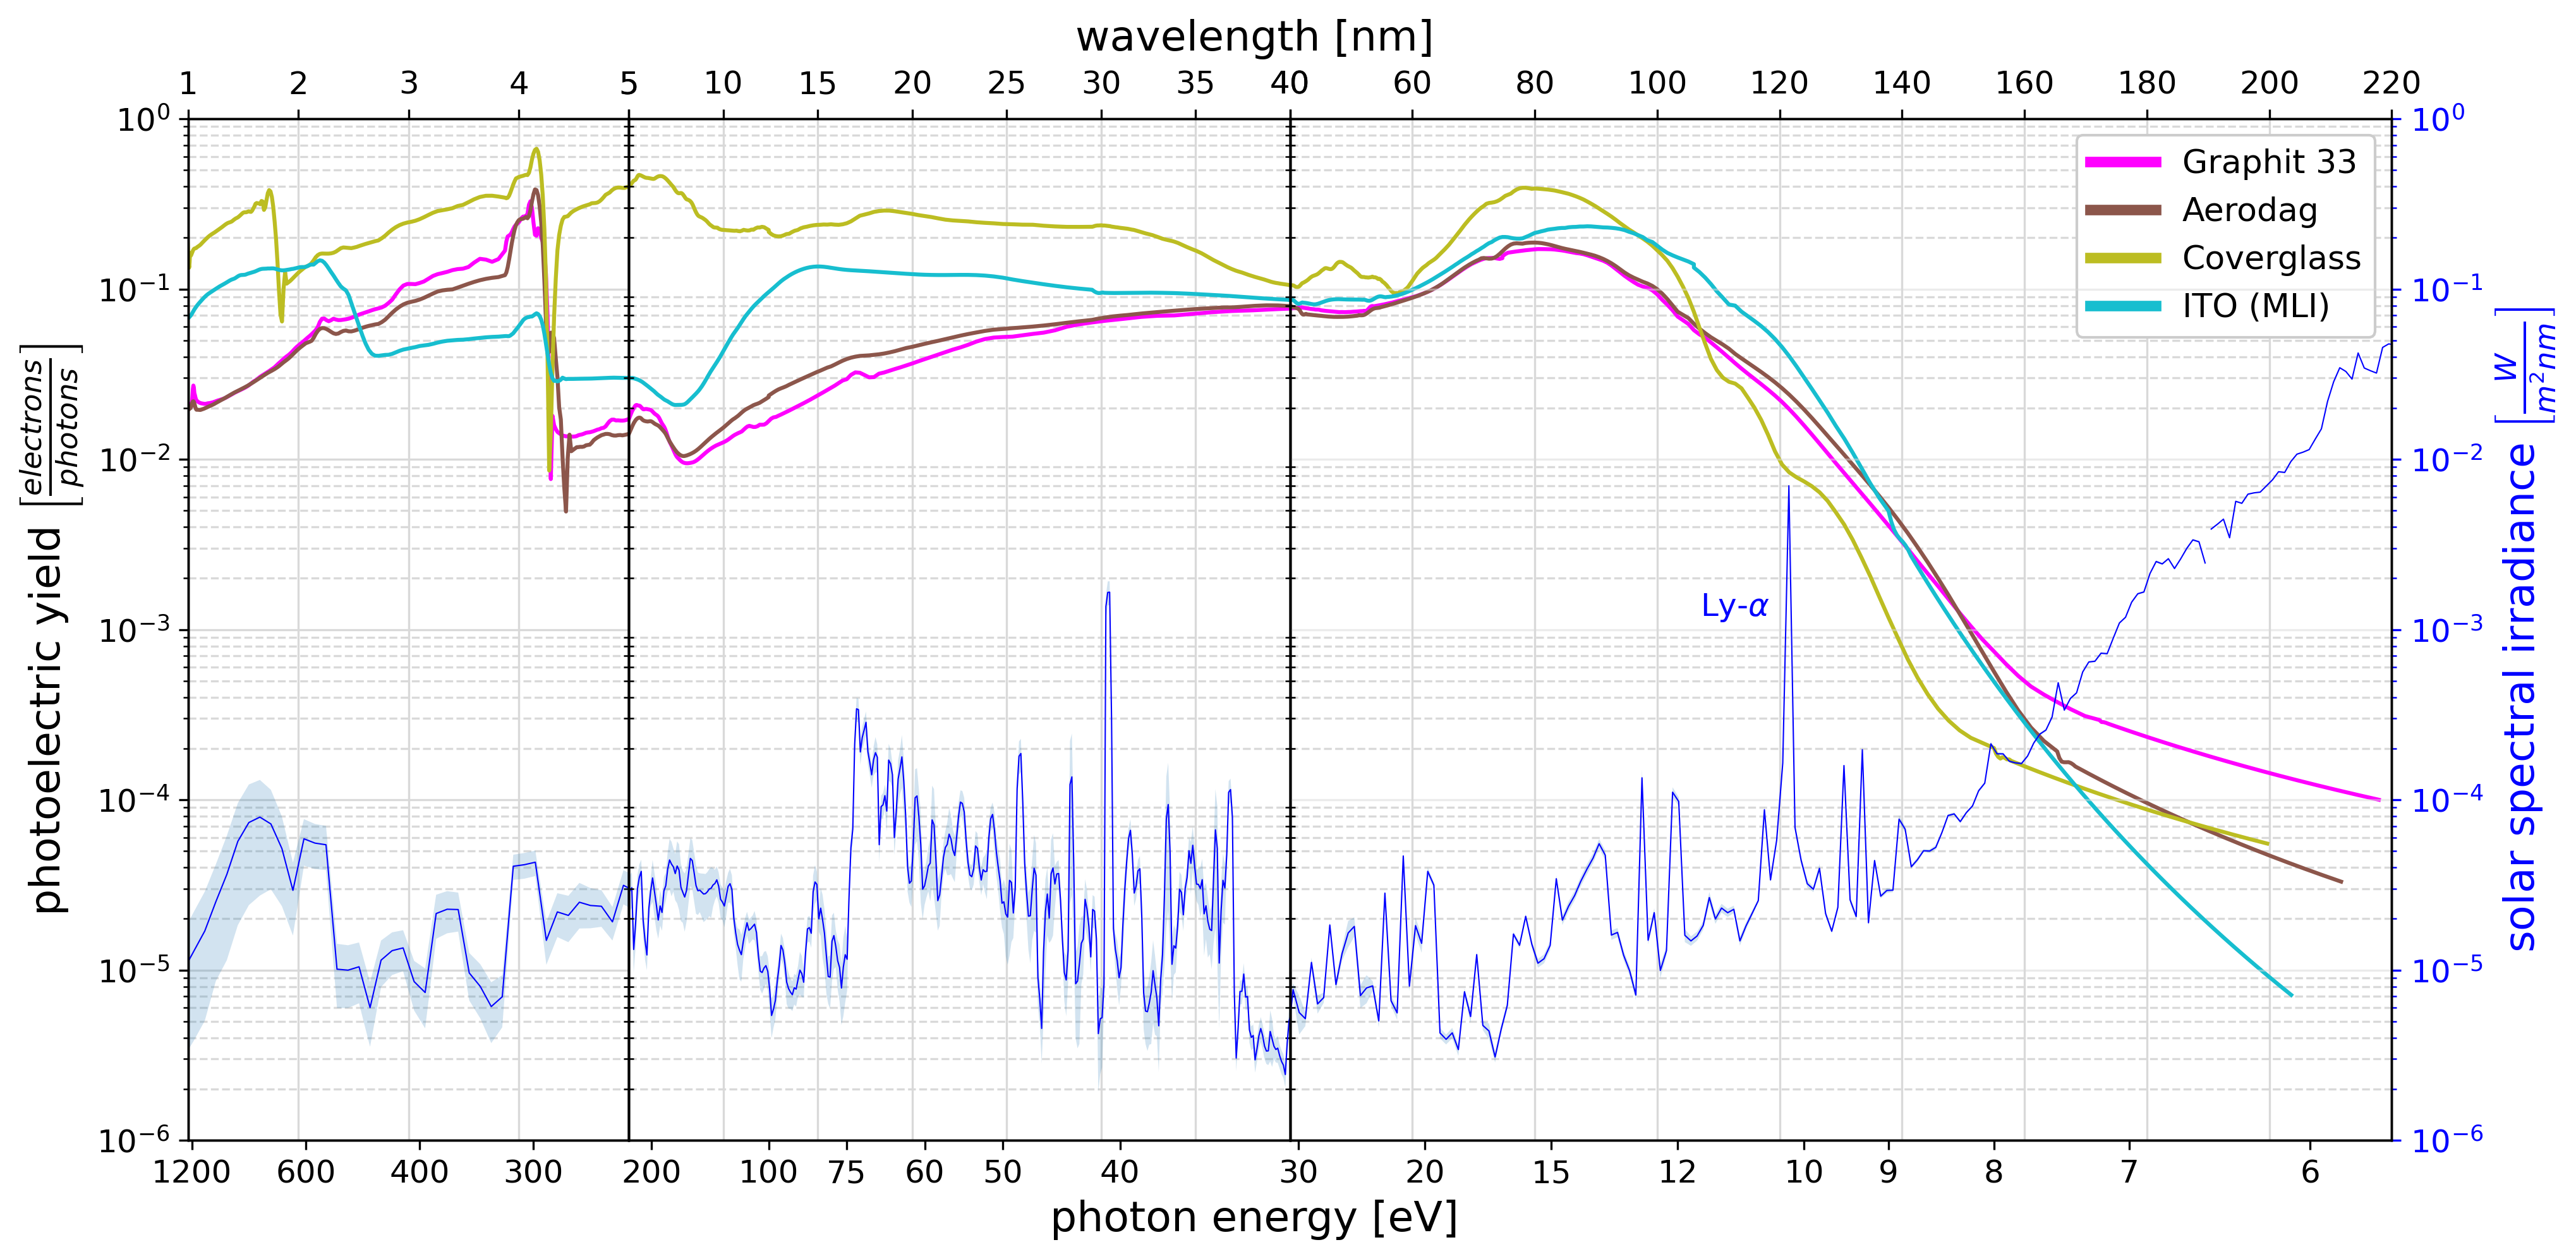 wavelength [nm]
1 2 3 4 5 10 15 20 25 30 35 40 60 80 100 120 140 160 180 200 220
photoelectric yield [electrons/photons]
10⁰
10⁻¹
10⁻²
10⁻³
10⁻⁴
10⁻⁵
10⁻⁶
Graphit 33
Aerodag
Coverglass
ITO (MLI)
Ly-α
10⁰
10⁻¹
10⁻²
10⁻³
10⁻⁴
10⁻⁵
10⁻⁶
solar spectral irradiance [W/m²nm]
1200 600 400 300 200 100 75 60 50 40 30 20 15 12 10 9 8 7 6
photon energy [eV]